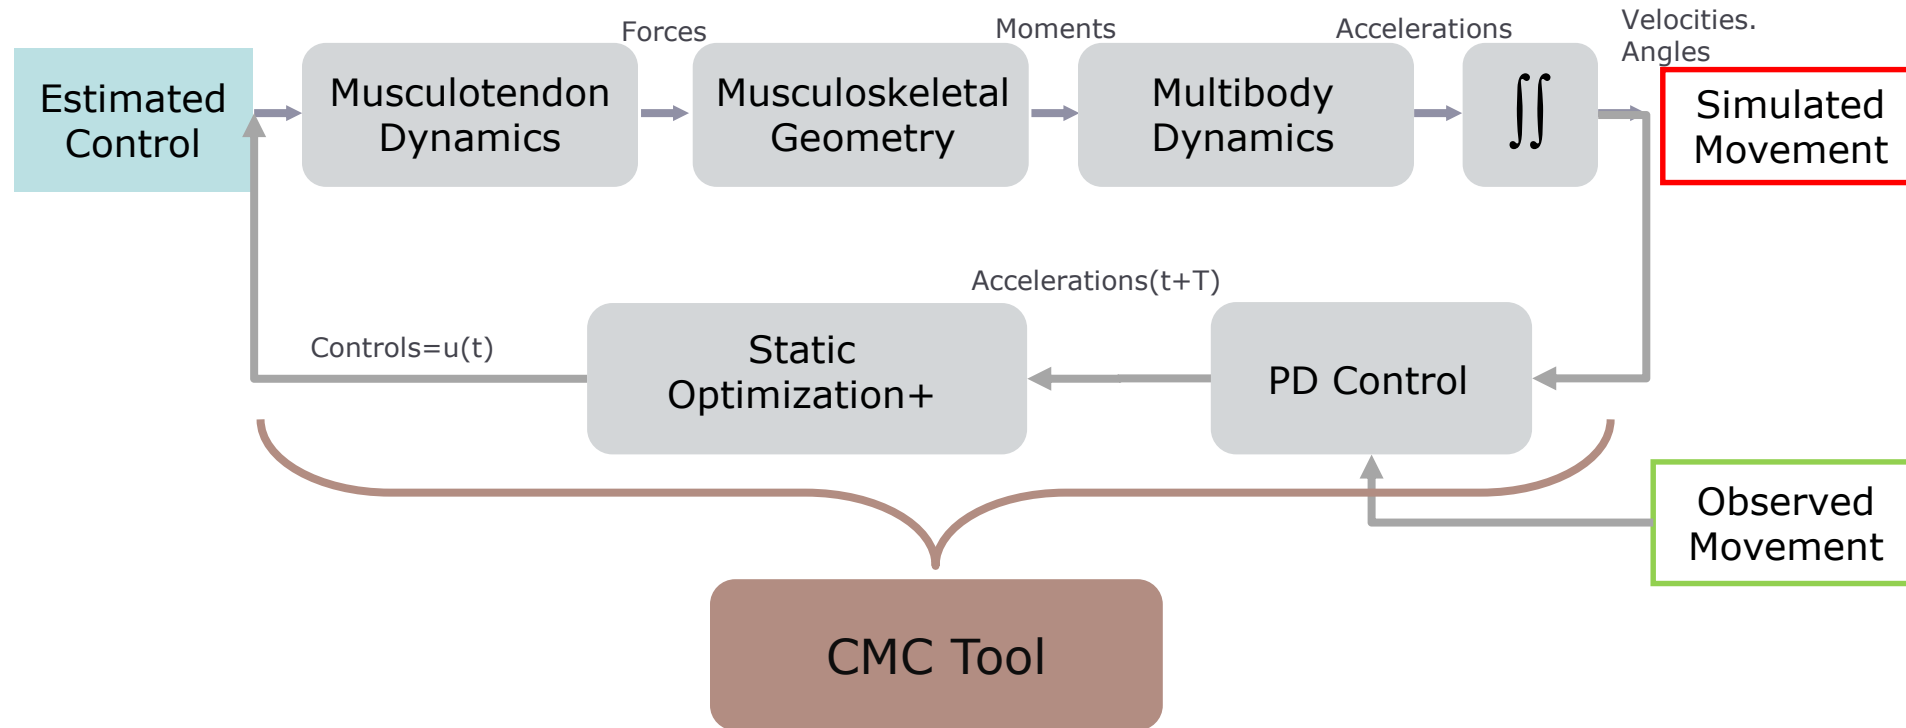 Forces
Moments
Accelerations
Velocities.
Angles
Estimated
Control
Musculotendon
Dynamics
Musculoskeletal
Geometry
Multibody
Dynamics
∬
Simulated
Movement
Accelerations(t+T)
Controls=u(t)
Static
Optimization+
PD Control
Observed
Movement
CMC Tool